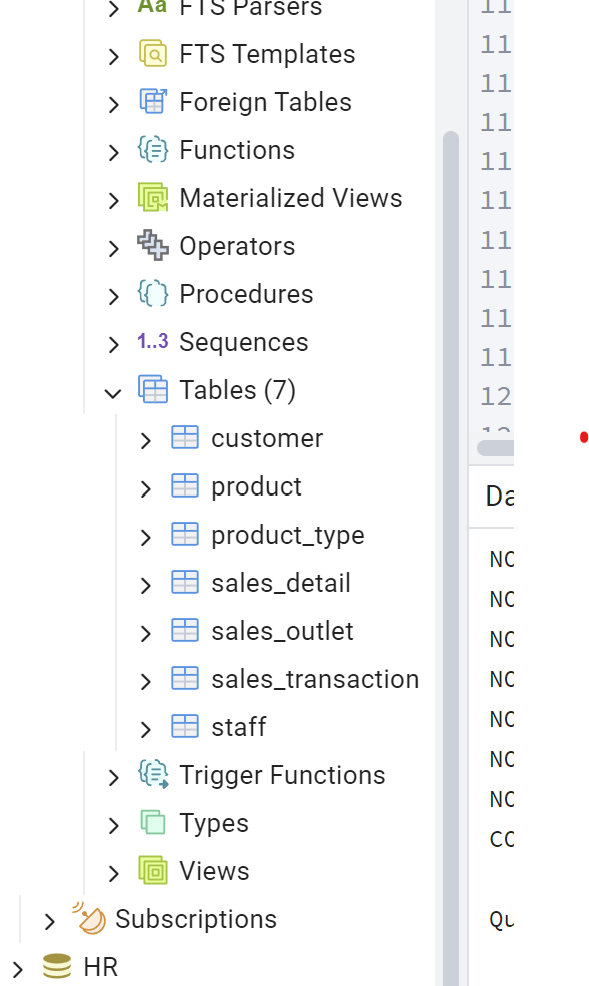 Aa FTS Parsers
FTS Templates
Foreign Tables
Functions
Materialized Views
Operators
Procedures
1..3 Sequences
Tables (7)
customer
product
product_type
sales_detail
sales_outlet
sales_transaction
staff
Trigger Functions
Types
Views
Subscriptions
HR
11
11
11
11
11
11
11
11
11
11
12
Da
NO
NO
NO
NO
NO
NO
NO
CO
Qu